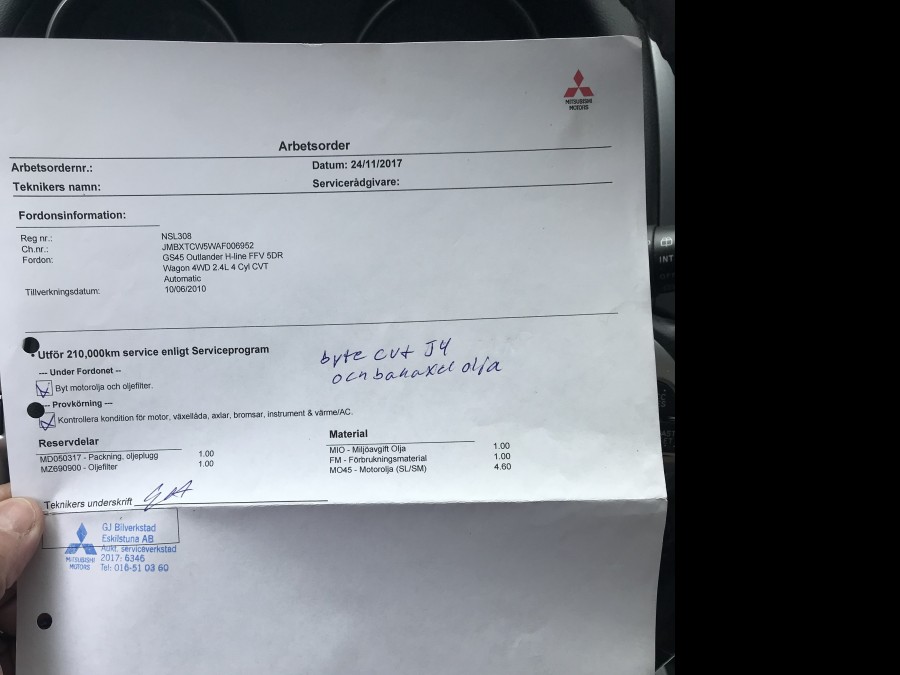 MITSUBISHI
MOTORS
Arbetsorder
Arbetsordernr.: Datum: 24/11/2017
Teknikers namn: Servicerådgivare:
Fordonsinformation:
Reg nr.: NSL308
Ch.nr.: JMBXTCW5WAF006952
Fordon: GS45 Outlander H-line FFV 5DR
Wagon 4WD 2.4L 4 Cyl CVT
Automatic
Tillverkningsdatum: 10/06/2010
Utför 210,000km service enligt Serviceprogram
byte cvt J4
och bakaxel olja
--- Under Fordonet --
Byt motorolja och oljefilter.
--- Provkörning ---
Kontrollera kondition för motor, växellåda, axlar, bromsar, instrument & värme/AC.
Reservdelar
MD050317 - Packning, oljeplugg 1.00
MZ690900 - Oljefilter 1.00
Material
MIO - Miljöavgift Olja 1.00
FM - Förbrukningsmaterial 1.00
MO45 - Motorolja (SL/SM) 4.60
Teknikers underskrift
GJ Bilverkstad
Eskilstuna AB
Aukt. serviceverkstad
2017: 6346
Tel: 016-51 03 60
MITSUBISHI
MOTORS
INT